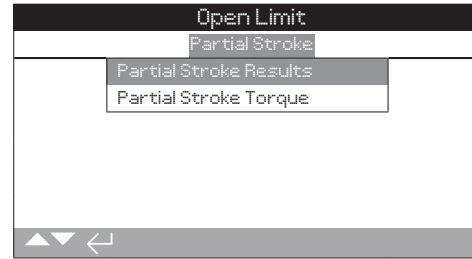 Open Limit
Partial Stroke
Partial Stroke Results
Partial Stroke Torque